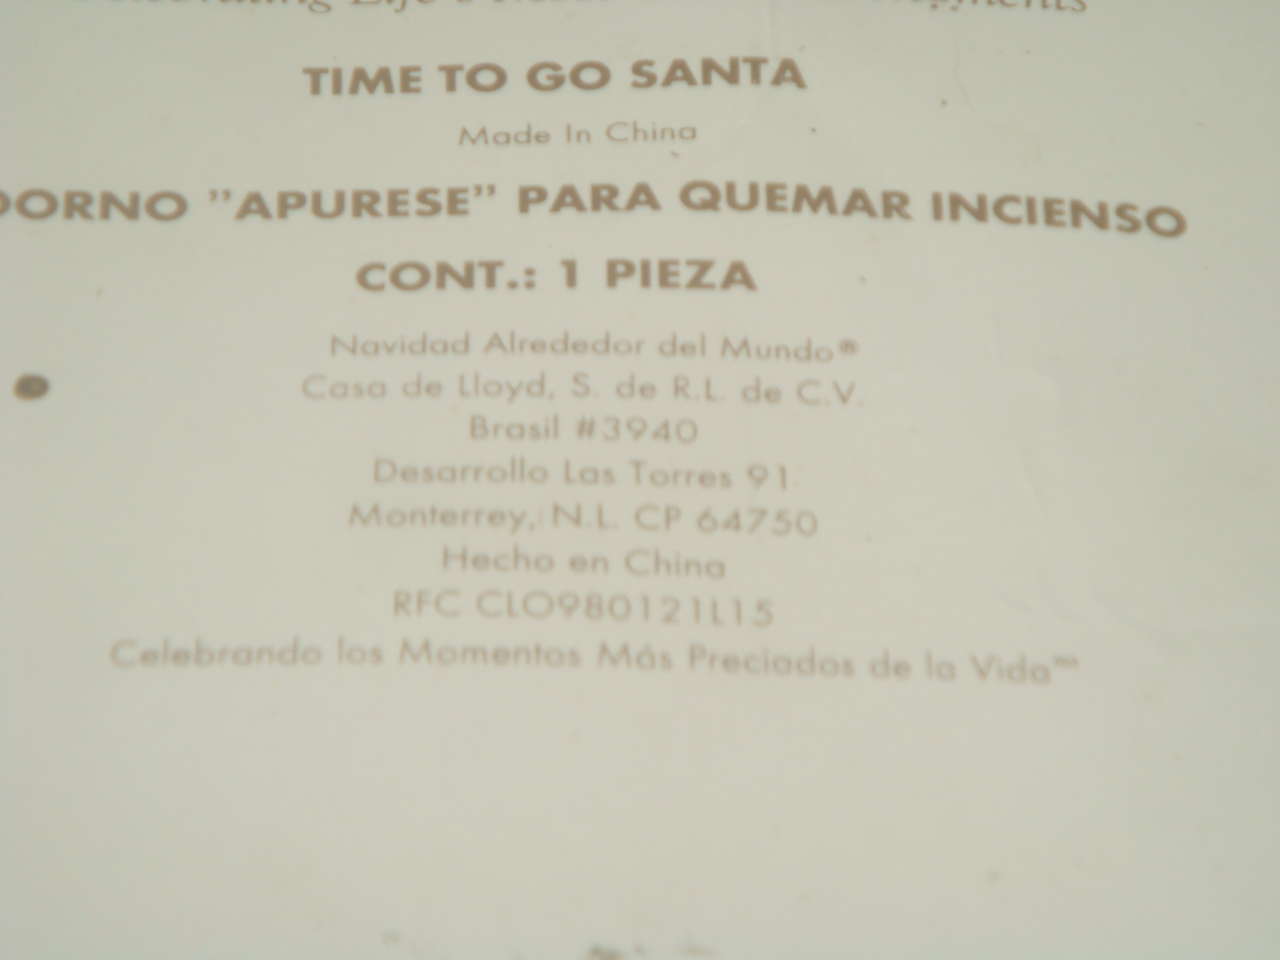 Life's
TIME TO GO SANTA
Made In China
DORNO "APURESE" PARA QUEMAR INCIENSO
CONT.: 1 PIEZA
Navidad Alrededor del Mundo®
Casa de Lloyd, S. de R.L. de C.V.
Brasil #3940
Desarrollo Las Torres 91
Monterrey, N.L. CP 64750
Hecho en China
RFC CLO980121L15
Celebrando los Momentos Más Preciados de la Vida℠